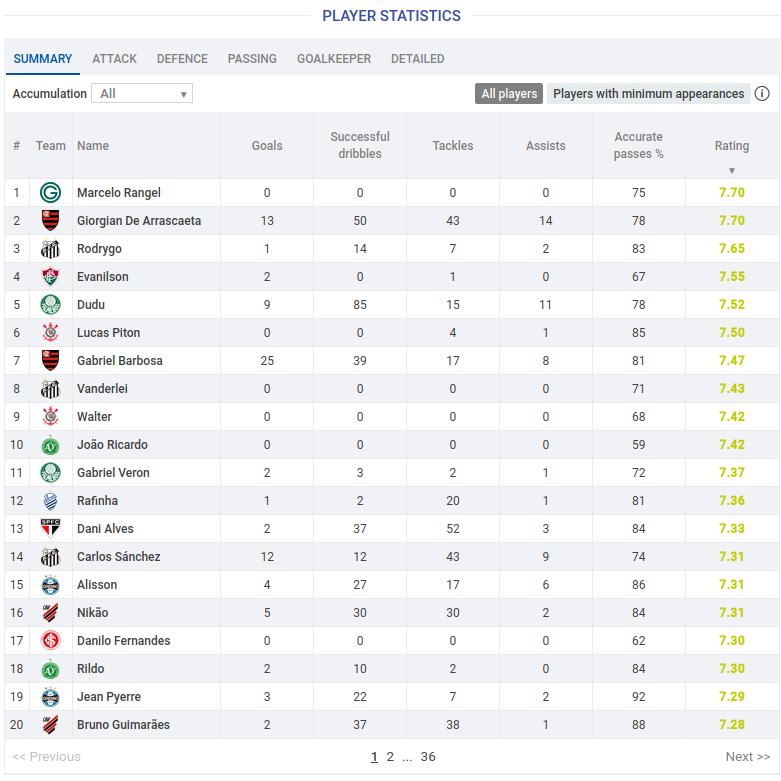 PLAYER STATISTICS
SUMMARY ATTACK DEFENCE PASSING GOALKEEPER DETAILED
Accumulation All ▼ All players Players with minimum appearances i
# Team Name Goals Successful dribbles Tackles Assists Accurate passes % Rating ▼
1 Marcelo Rangel 0 0 0 0 75 7.70
2 Giorgian De Arrascaeta 13 50 43 14 78 7.70
3 Rodrygo 1 14 7 2 83 7.65
4 Evanilson 2 0 1 0 67 7.55
5 Dudu 9 85 15 11 78 7.52
6 Lucas Piton 0 0 4 1 85 7.50
7 Gabriel Barbosa 25 39 17 8 81 7.47
8 Vanderlei 0 0 0 0 71 7.43
9 Walter 0 0 0 0 68 7.42
10 João Ricardo 0 0 0 0 59 7.42
11 Gabriel Veron 2 3 2 1 72 7.37
12 Rafinha 1 2 20 1 81 7.36
13 SPFC Dani Alves 2 37 52 3 84 7.33
14 Carlos Sánchez 12 12 43 9 74 7.31
15 Alisson 4 27 17 6 86 7.31
16 Nikão 5 30 30 2 84 7.31
17 Danilo Fernandes 0 0 0 0 62 7.30
18 Rildo 2 10 2 0 84 7.30
19 Jean Pyerre 3 22 7 2 92 7.29
20 Bruno Guimarães 2 37 38 1 88 7.28
<< Previous 1 2 ... 36 Next >>